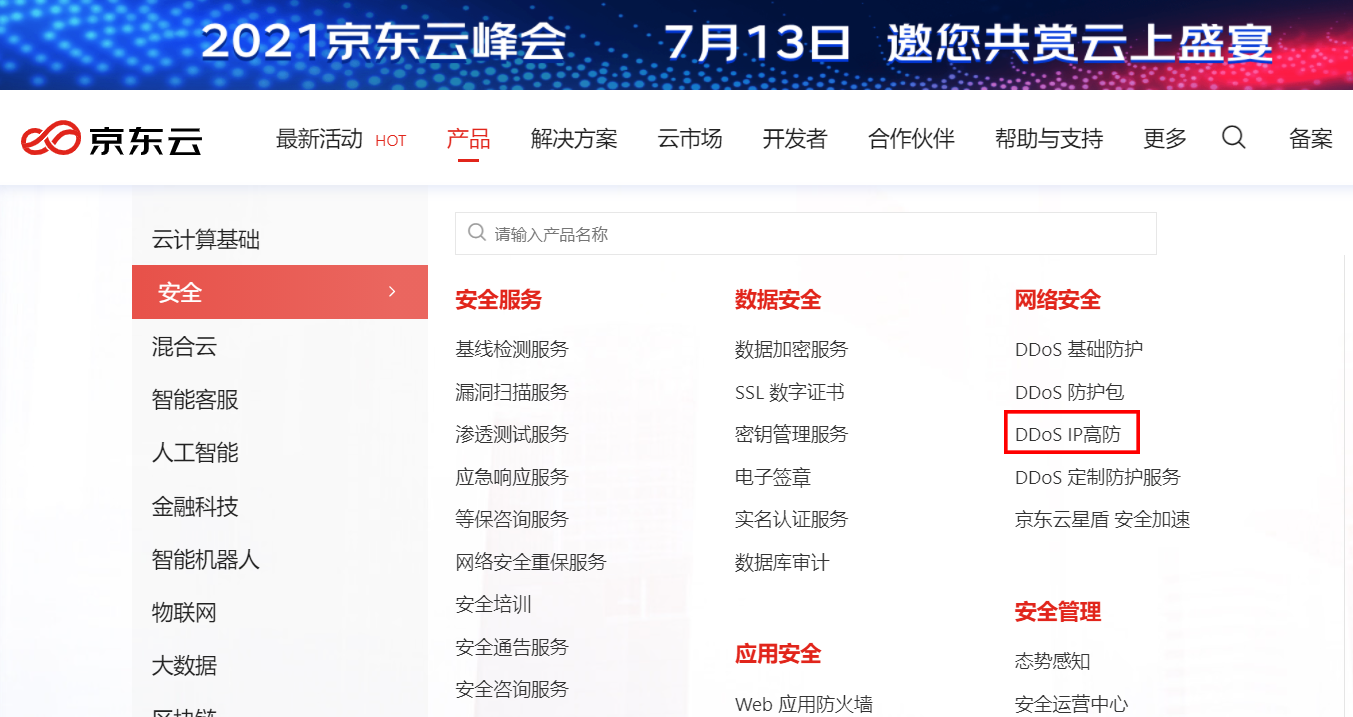 2021京东云峰会 7月13日 邀您共赏云上盛宴
京东云 最新活动 HOT 产品 解决方案 云市场 开发者 合作伙伴 帮助与支持 更多 备案
云计算基础
安全
混合云
智能客服
人工智能
金融科技
智能机器人
物联网
大数据
区块链
请输入产品名称
安全服务
基线检测服务
漏洞扫描服务
渗透测试服务
应急响应服务
等保咨询服务
网络安全重保服务
安全培训
安全通告服务
安全咨询服务
数据安全
数据加密服务
SSL 数字证书
密钥管理服务
电子签章
实名认证服务
数据库审计
应用安全
Web 应用防火墙
网络安全
DDoS 基础防护
DDoS 防护包
DDoS IP高防
DDoS 定制防护服务
京东云星盾 安全加速
安全管理
态势感知
安全运营中心